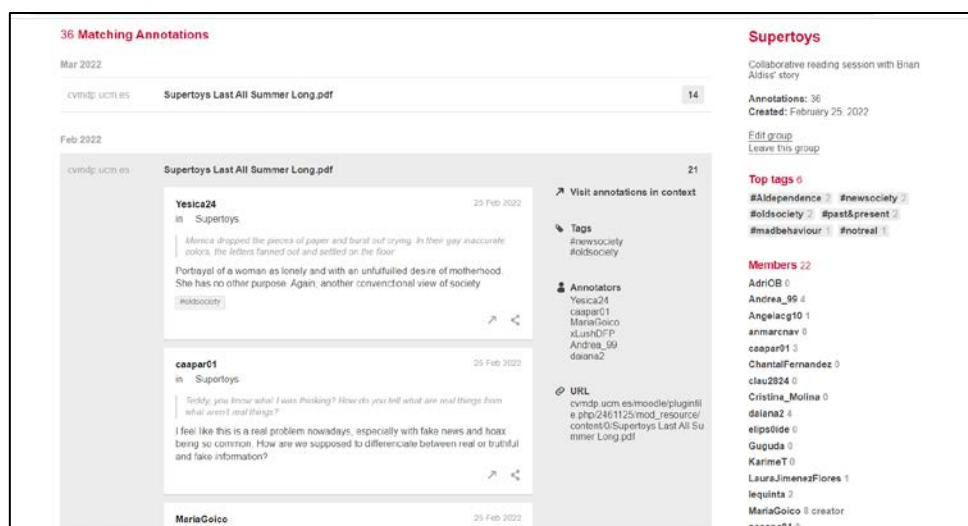 36 Matching Annotations
Mar 2022
cvmdp.ucm.es Supertoys Last All Summer Long.pdf 14
Feb 2022
cvmdp.ucm.es Supertoys Last All Summer Long.pdf 21
Yesica24 25 Feb 2022
in Supertoys
Monica dropped the pieces of paper and burst out crying. In their gay inaccurate
colors, the letters fanned out and settled on the floor
Portrayal of a woman as lonely and with an unfulfuilled desire of motherhood.
She has no other purpose. Again, another convenctional view of society
#oldsociety
caapar01 25 Feb 2022
in Supertoys
Teddy, you know what I was thinking? How do you tell what are real things from
what aren't real things?
I feel like this is a real problem nowadays, especially with fake news and hoax
being so common. How are we supposed to differenciate between real or truthful
and fake information?
MariaGoico 25 Feb 2022
Visit annotations in context
Tags
#newsociety
#oldsociety
Annotators
Yesica24
caapar01
MariaGoico
xLushDFP
Andrea_99
daiana2
URL
cvmdp.ucm.es/moodle/pluginfil
e.php/2461125/mod_resource/
content/0/Supertoys Last All Su
mmer Long.pdf
Supertoys
Collaborative reading session with Brian
Aldiss' story
Annotations: 36
Created: February 25, 2022
Edit group
Leave this group
Top tags 6
#AIdependence 2 #newsociety 2
#oldsociety 2 #past&present 2
#madbehaviour 1 #notreal 1
Members 22
AdriOB 0
Andrea_99 4
Angelacg10 1
anmarcnav 0
caapar01 3
ChantalFernandez 0
clau2824 0
Cristina_Molina 0
daiana2 4
elips0ide 0
Guguda 0
KarimeT 0
LauraJimenezFlores 1
lequinta 2
MariaGoico 8 creator